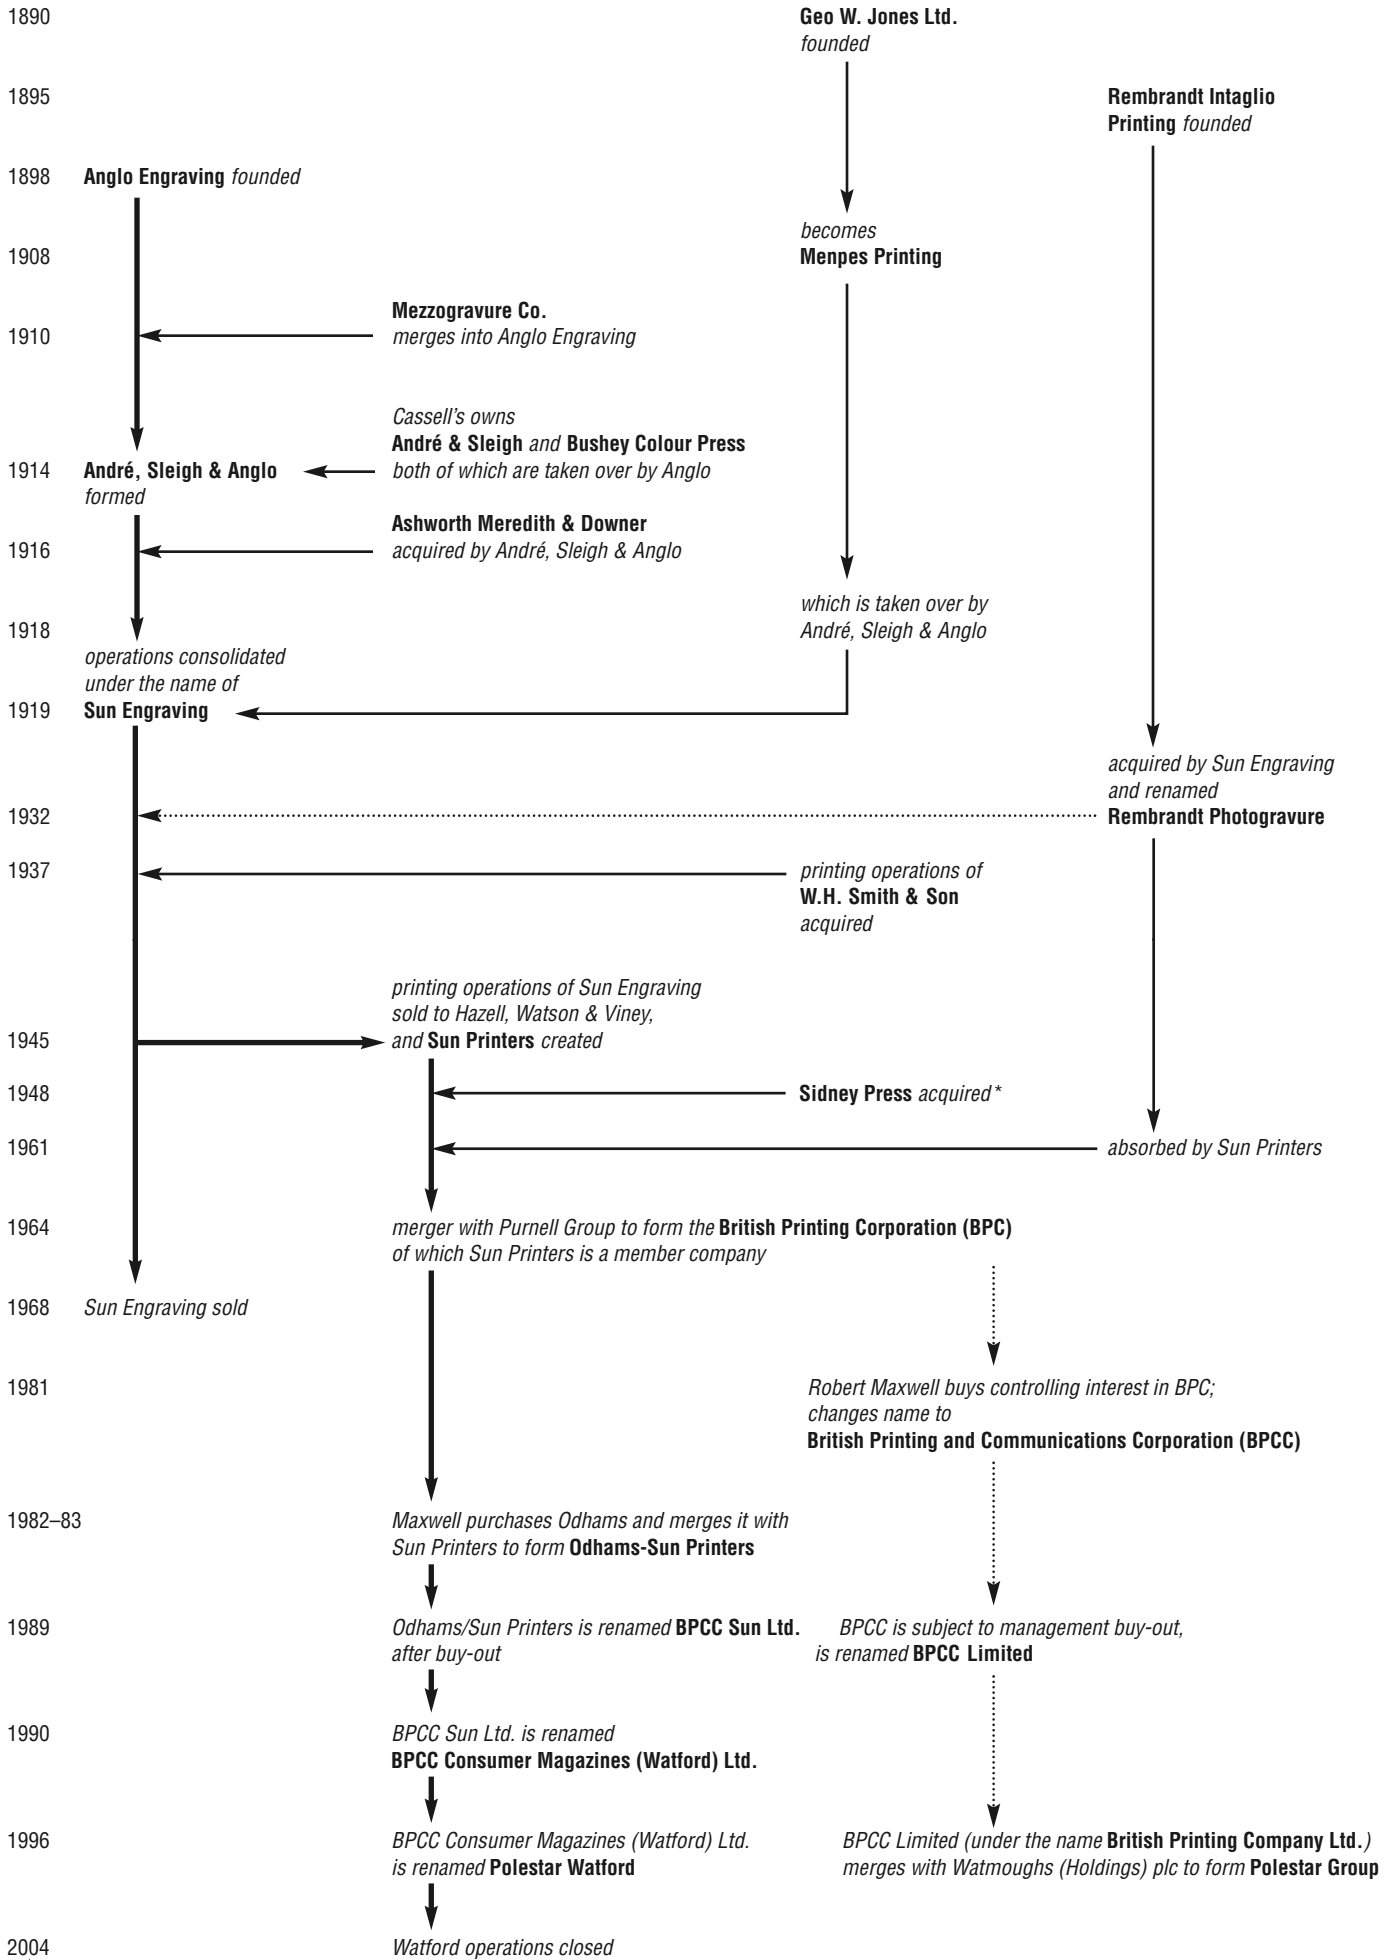 1890
Geo W. Jones Ltd.
founded
1895
Rembrandt Intaglio
Printing founded
1898
Anglo Engraving founded
becomes
1908
Menpes Printing
Mezzogravure Co.
1910
merges into Anglo Engraving
Cassell's owns
André & Sleigh and Bushey Colour Press
1914
André, Sleigh & Anglo
both of which are taken over by Anglo
formed
Ashworth Meredith & Downer
1916
acquired by André, Sleigh & Anglo
which is taken over by
1918
André, Sleigh & Anglo
operations consolidated
under the name of
1919
Sun Engraving
acquired by Sun Engraving
and renamed
1932
Rembrandt Photogravure
1937
printing operations of
W.H. Smith & Son
acquired
printing operations of Sun Engraving
sold to Hazell, Watson & Viney,
1945
and Sun Printers created
1948
Sidney Press acquired*
1961
absorbed by Sun Printers
1964
merger with Purnell Group to form the British Printing Corporation (BPC)
of which Sun Printers is a member company
1968
Sun Engraving sold
1981
Robert Maxwell buys controlling interest in BPC;
changes name to
British Printing and Communications Corporation (BPCC)
1982–83
Maxwell purchases Odhams and merges it with
Sun Printers to form Odhams-Sun Printers
1989
Odhams/Sun Printers is renamed BPCC Sun Ltd.
after buy-out
BPCC is subject to management buy-out,
is renamed BPCC Limited
1990
BPCC Sun Ltd. is renamed
BPCC Consumer Magazines (Watford) Ltd.
1996
BPCC Consumer Magazines (Watford) Ltd.
is renamed Polestar Watford
BPCC Limited (under the name British Printing Company Ltd.)
merges with Watmoughs (Holdings) plc to form Polestar Group
2004
Watford operations closed